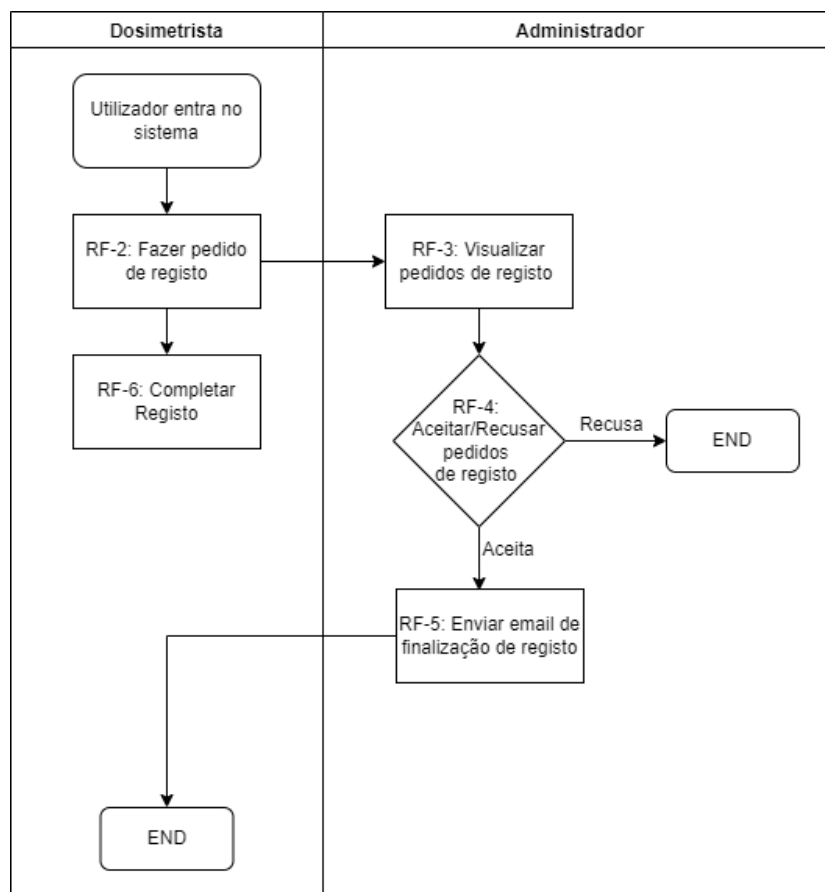 Dosimetrista
Administrador
Utilizador entra no
sistema
RF-2: Fazer pedido
de registo
RF-3: Visualizar
pedidos de registo
RF-6: Completar
Registo
RF-4:
Aceitar/Recusar
pedidos
de registo
Recusa
END
Aceita
RF-5: Enviar email de
finalização de registo
END